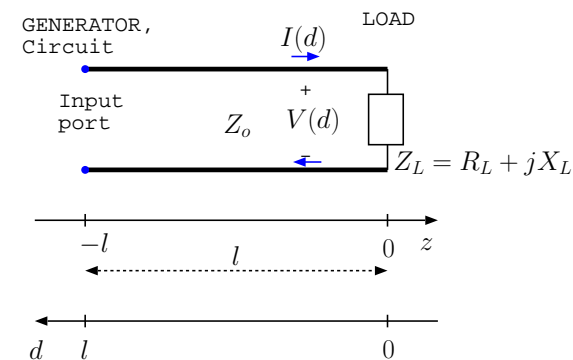 GENERATOR,
Circuit
LOAD
I(d)
Input
port
+
Z_o
V(d)
-
Z_L = R_L + jX_L
-l
0
z
l
d
l
0